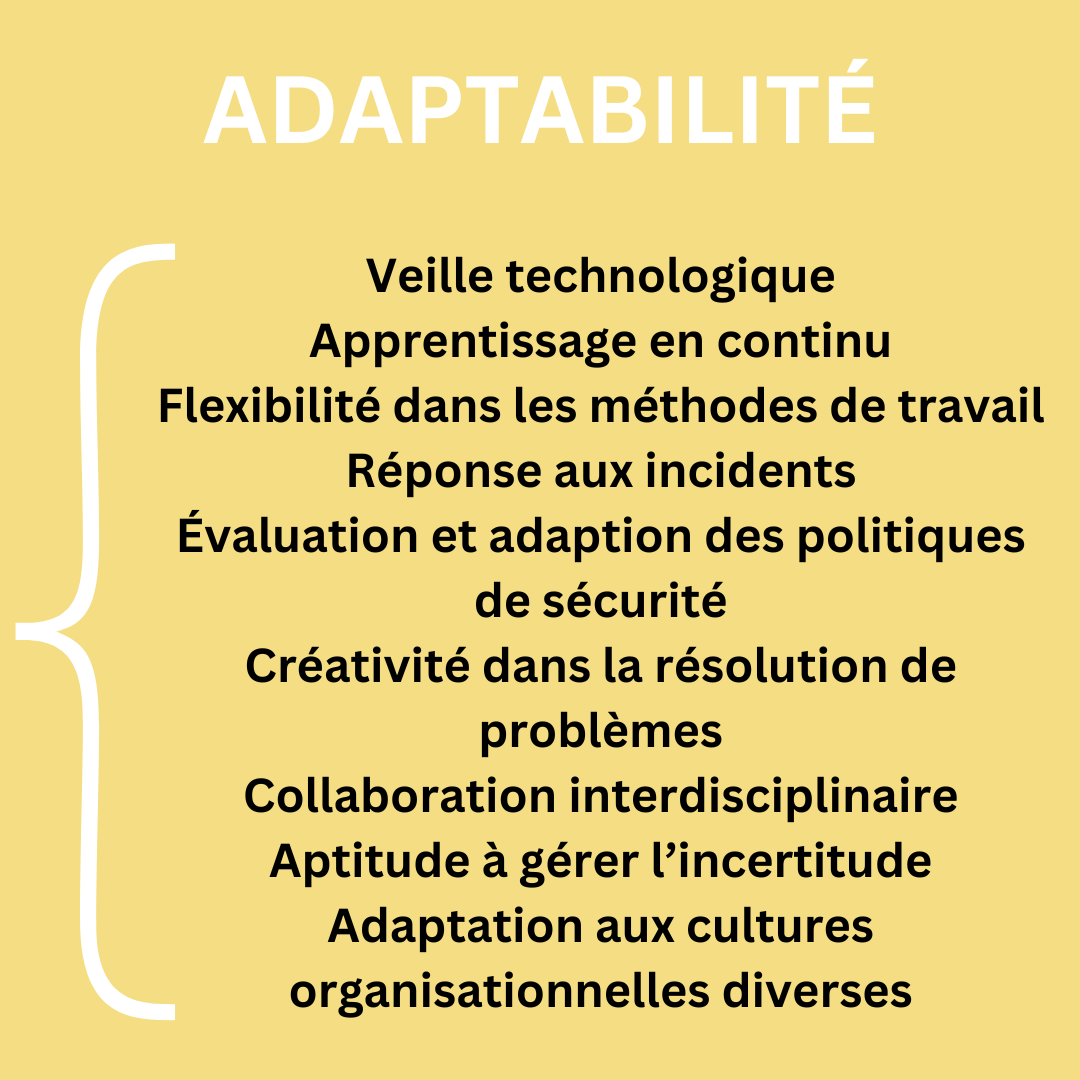 ADAPTABILITÉ
Veille technologique
Apprentissage en continu
Flexibilité dans les méthodes de travail
Réponse aux incidents
Évaluation et adaption des politiques
de sécurité
Créativité dans la résolution de
problèmes
Collaboration interdisciplinaire
Aptitude à gérer l’incertitude
Adaptation aux cultures
organisationnelles diverses